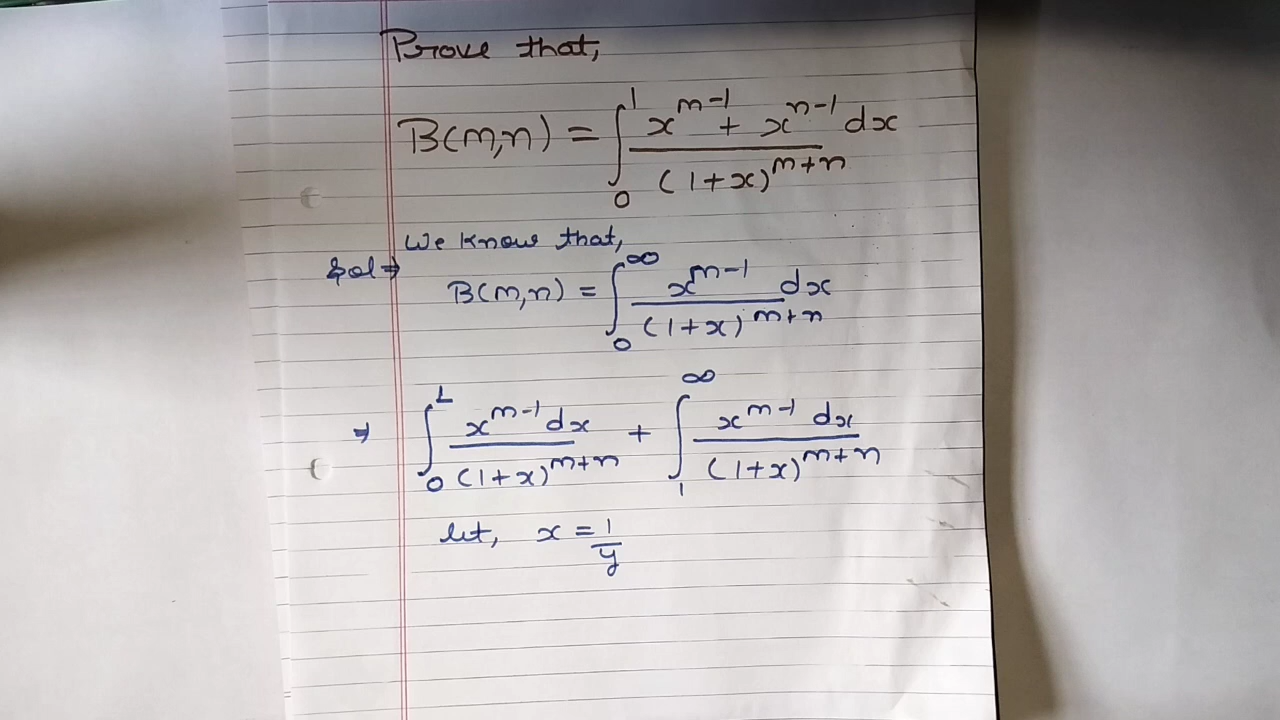 Prove that,
B(m,n) = ∫₀¹ (x^(m-1) + x^(n-1) dx)/(1+x)^(m+n)
We know that,
Sol ⇒ B(m,n) = ∫₀^∞ (x^(m-1) dx)/(1+x)^(m+n)
⇒ ∫₀¹ (x^(m-1) dx)/(1+x)^(m+n) + ∫₁^∞ (x^(m-1) dx)/(1+x)^(m+n)
let, x = 1/y